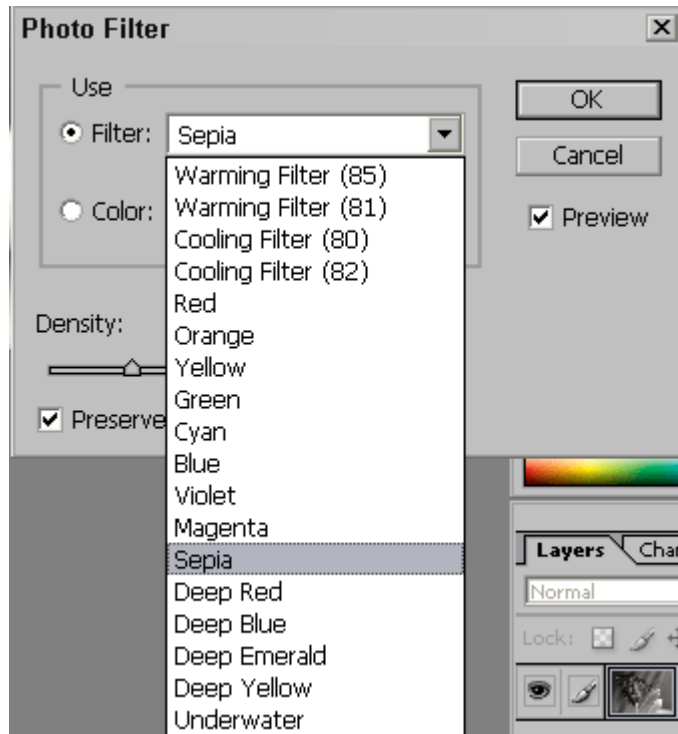 Photo Filter
Use
OK
Filter: Sepia
Cancel
Warming Filter (85)
Color: Warming Filter (81)
Preview
Cooling Filter (80)
Cooling Filter (82)
Red
Density:
Orange
Yellow
Green
Preserve
Cyan
Blue
Violet
Magenta
Sepia
Layers
Deep Red
Normal
Deep Blue
Lock:
Deep Emerald
Deep Yellow
Underwater